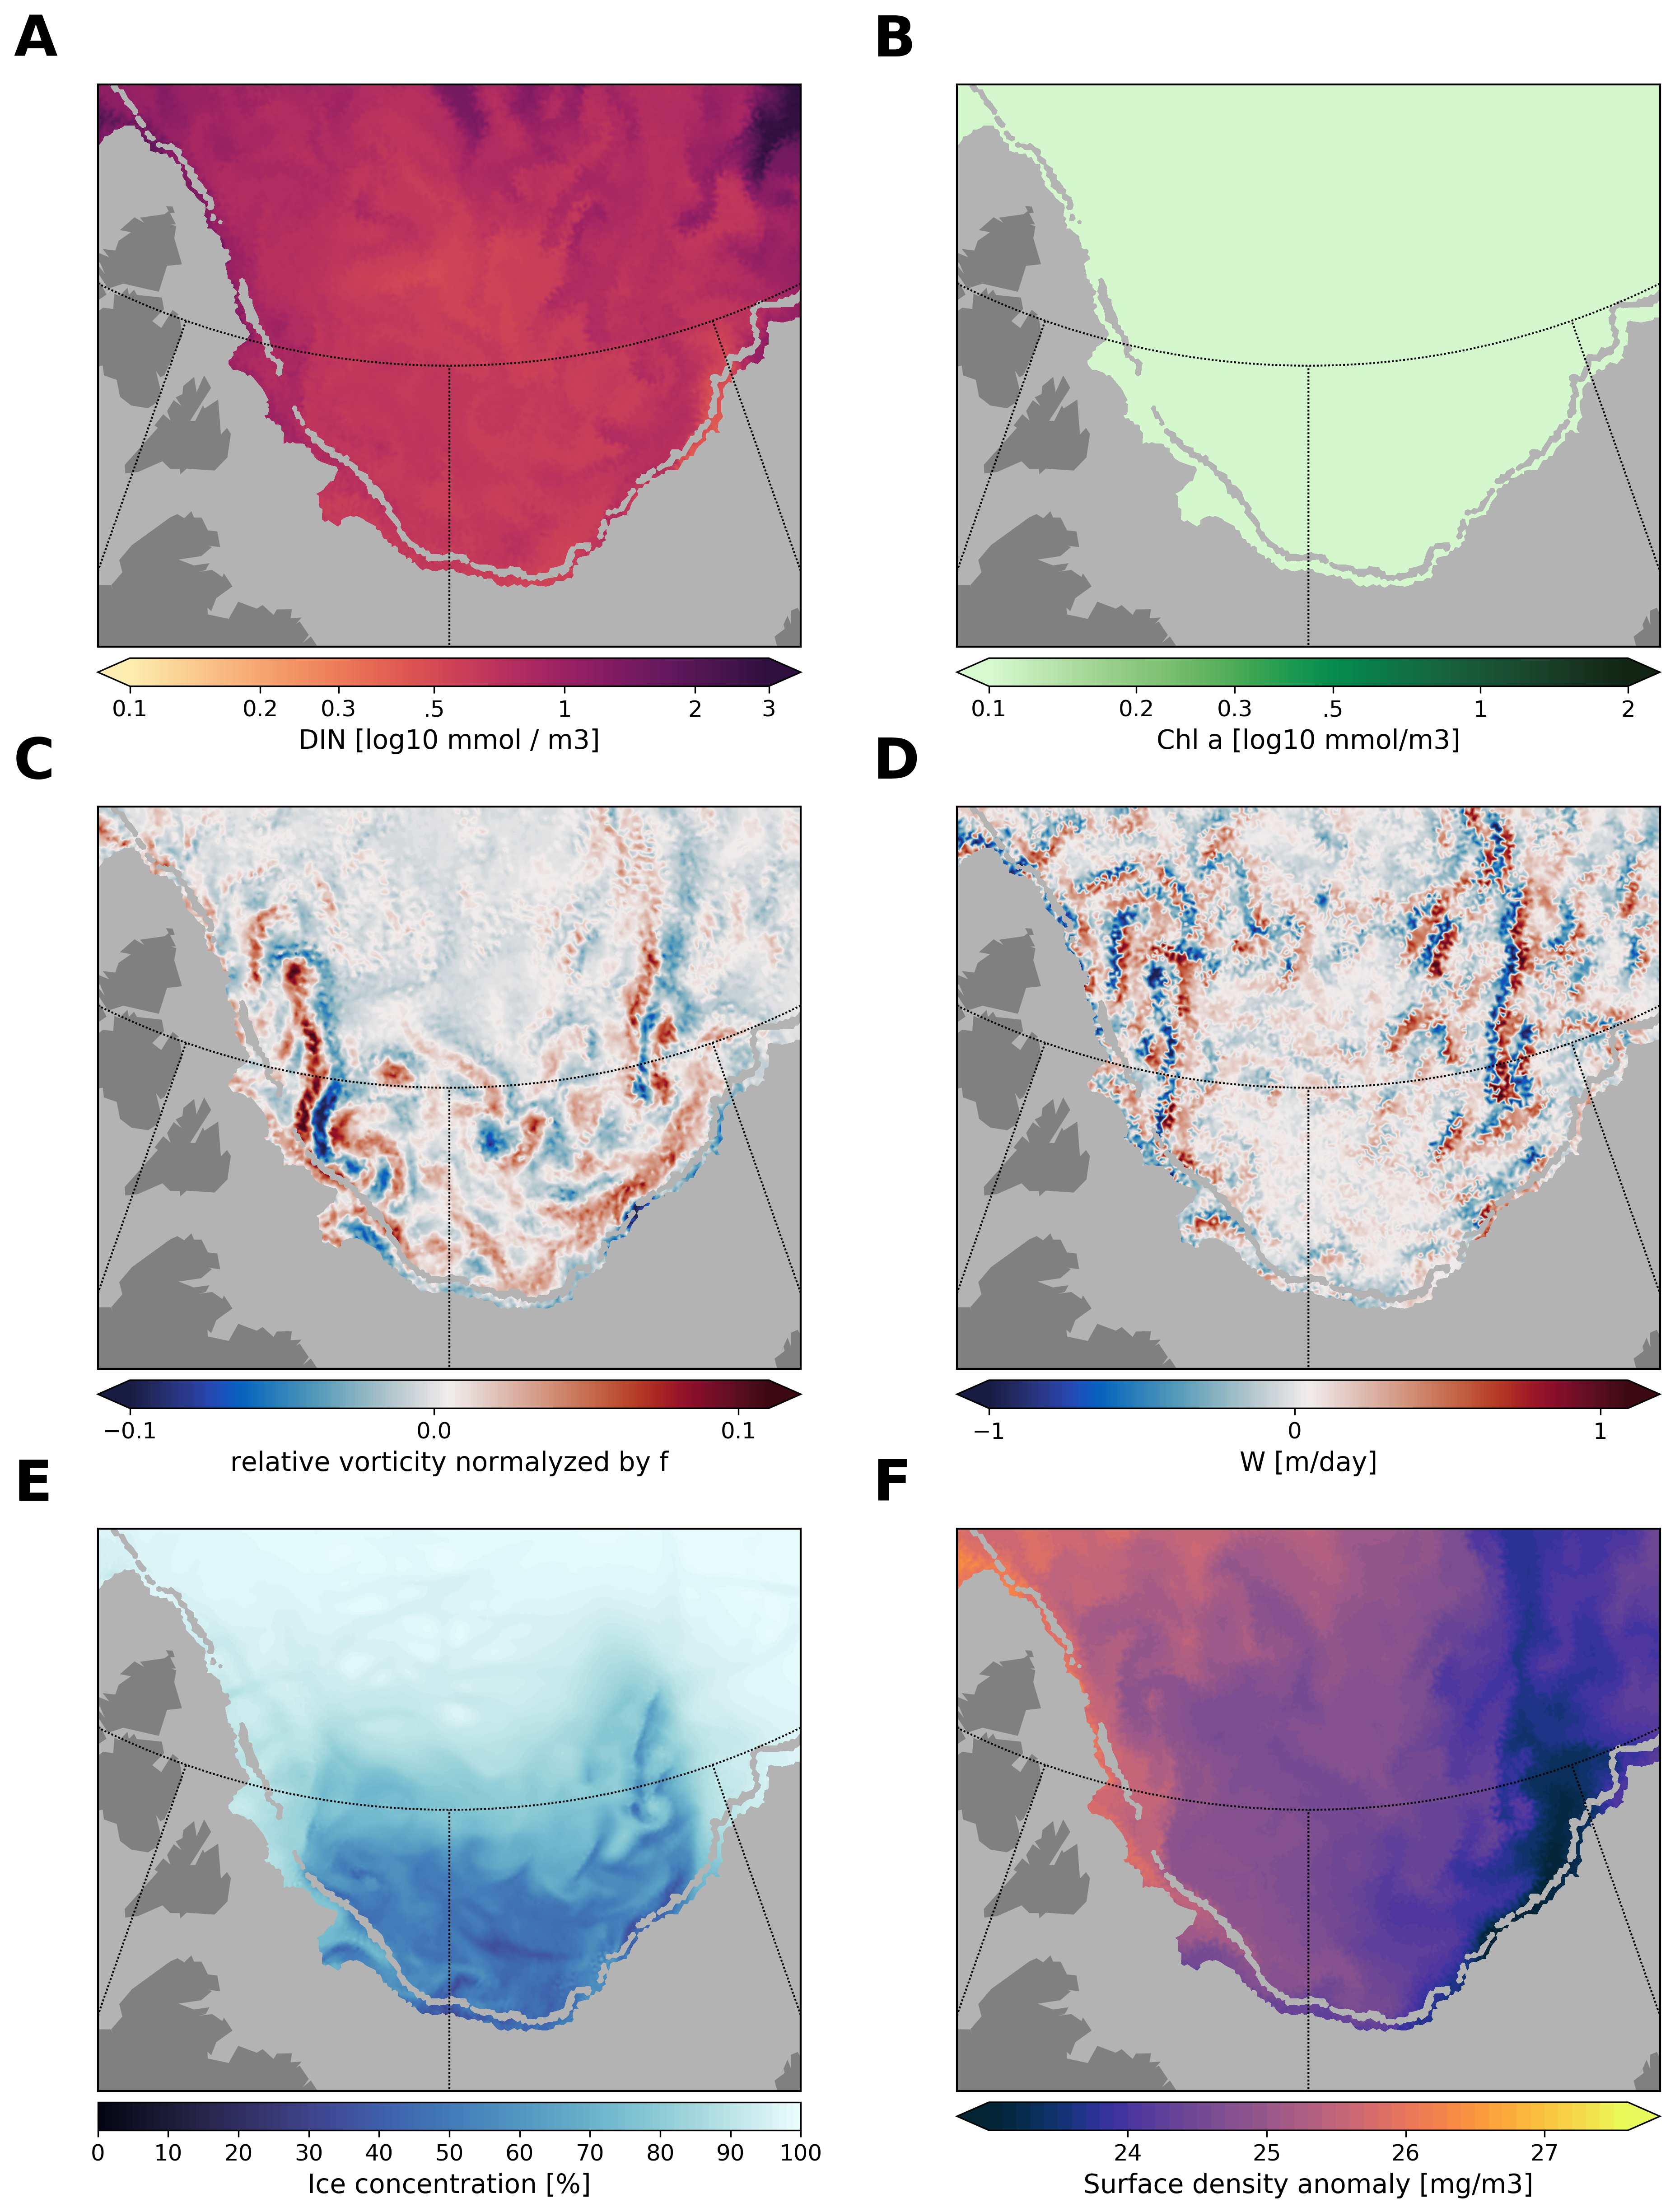 A
B
0.1 0.2 0.3 .5 1 2 3
DIN [log10 mmol / m3]
0.1 0.2 0.3 .5 1 2
Chl a [log10 mmol/m3]
C
D
−0.1 0.0 0.1
relative vorticity normalyzed by f
−1 0 1
W [m/day]
E
F
0 10 20 30 40 50 60 70 80 90 100
Ice concentration [%]
24 25 26 27
Surface density anomaly [mg/m3]